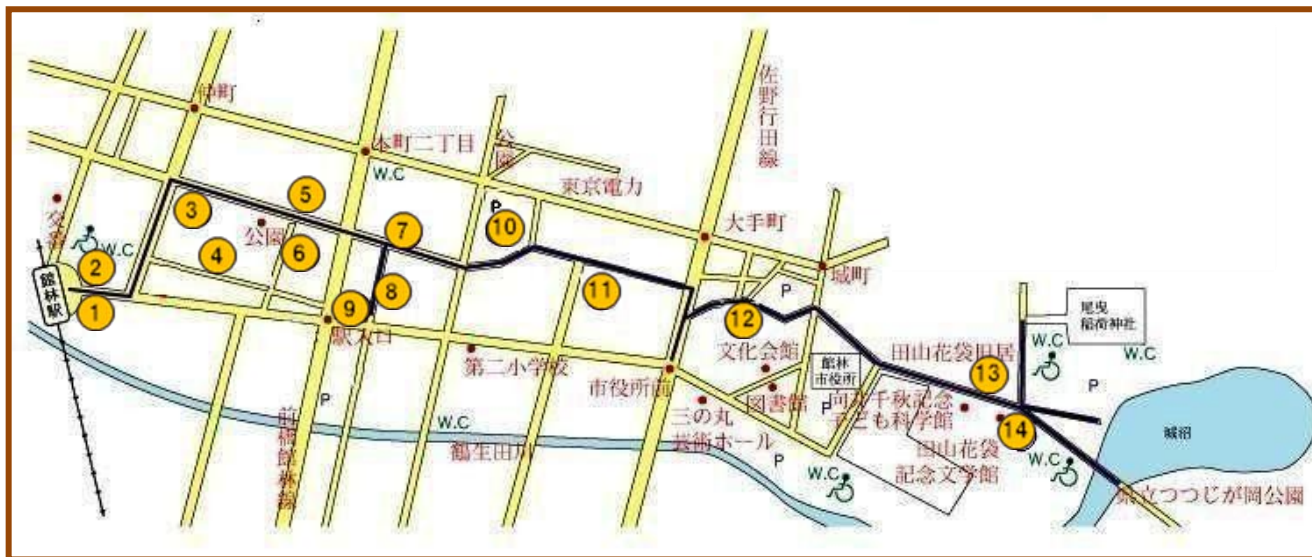 仲町
本町二丁目
W.C
公園
東京電力
佐野行田線
大手町
城町
交番
W.C
館林駅
1
2
3
4
5
公園
6
7
8
9
駅入口
P
10
11
12
P
文化会館
図書館
館林
市役所
P
市役所前
第二小学校
三の丸
芸術ホール
P
W.C
前橋館林線
P
W.C
鶴生田川
田山花袋旧居
13
向井千秋記念
子ども科学館
14
田山花袋
記念文学館
W.C
尾曳
稲荷神社
W.C
W.C
P
城沼
県立つつじが岡公園